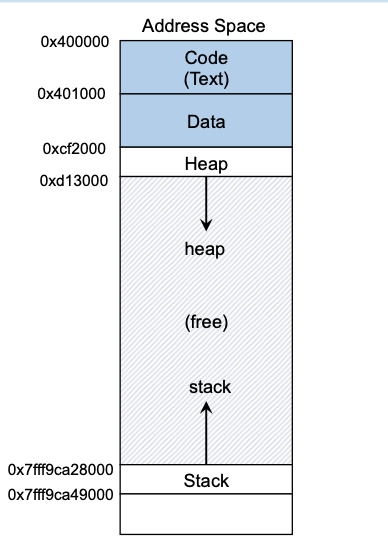 Address Space
0x400000
Code
(Text)
0x401000
Data
0xcf2000
Heap
0xd13000
heap
(free)
stack
0x7fff9ca28000
Stack
0x7fff9ca49000